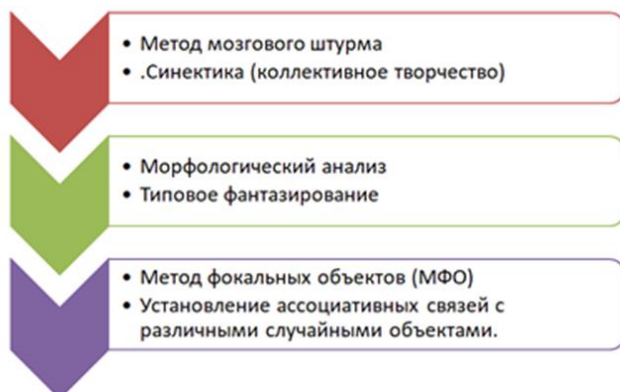 • Метод мозгового штурма
• .Синектика (коллективное творчество)
• Морфологический анализ
• Типовое фантазирование
• Метод фокальных объектов (МФО)
• Установление ассоциативных связей с
различными случайными объектами.